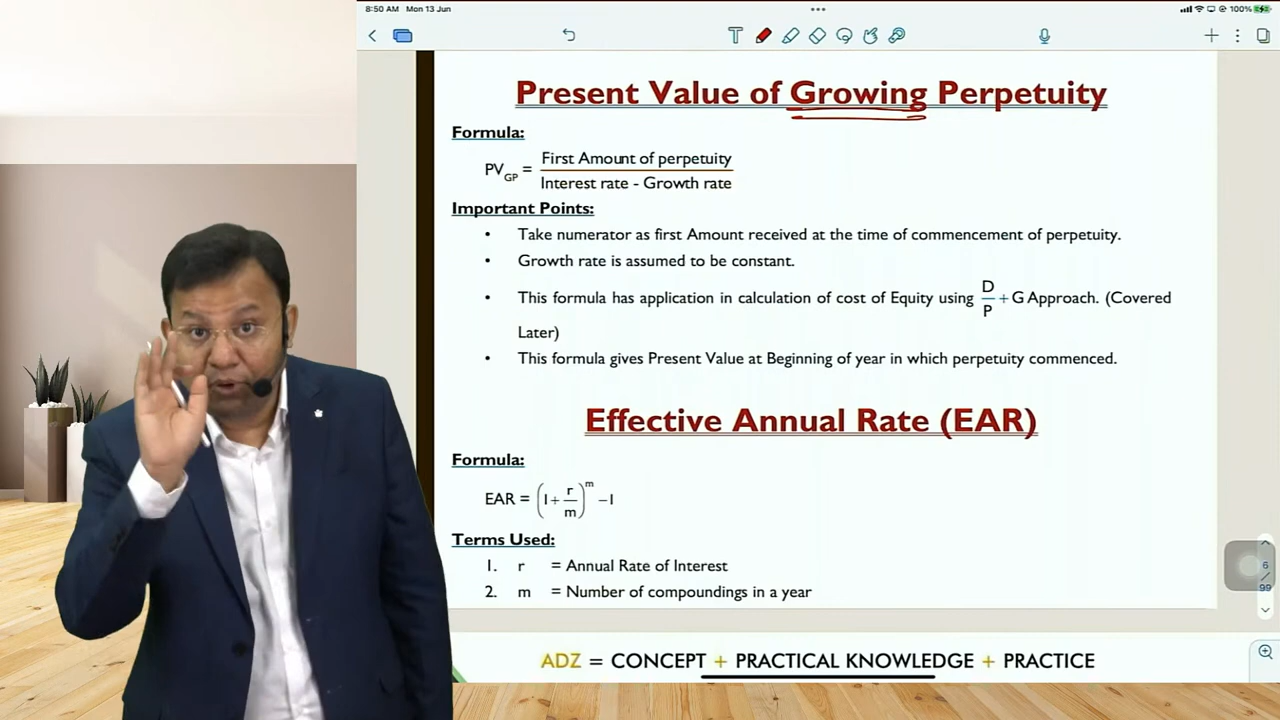 8:50 AM Mon 13 Jun
100%
Present Value of Growing Perpetuity
Formula:
PV_GP = First Amount of perpetuity / Interest rate - Growth rate
Important Points:
• Take numerator as first Amount received at the time of commencement of perpetuity.
• Growth rate is assumed to be constant.
• This formula has application in calculation of cost of Equity using D/P + G Approach. (Covered
Later)
• This formula gives Present Value at Beginning of year in which perpetuity commenced.
Effective Annual Rate (EAR)
Formula:
EAR = (1 + r/m)^m - 1
Terms Used:
1. r = Annual Rate of Interest
2. m = Number of compoundings in a year
6 / 99
ADZ = CONCEPT + PRACTICAL KNOWLEDGE + PRACTICE